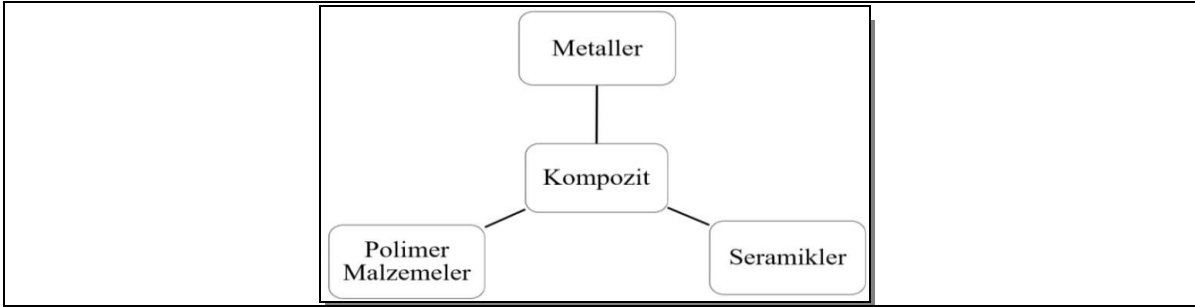 Metaller
Kompozit
Polimer
Malzemeler
Seramikler